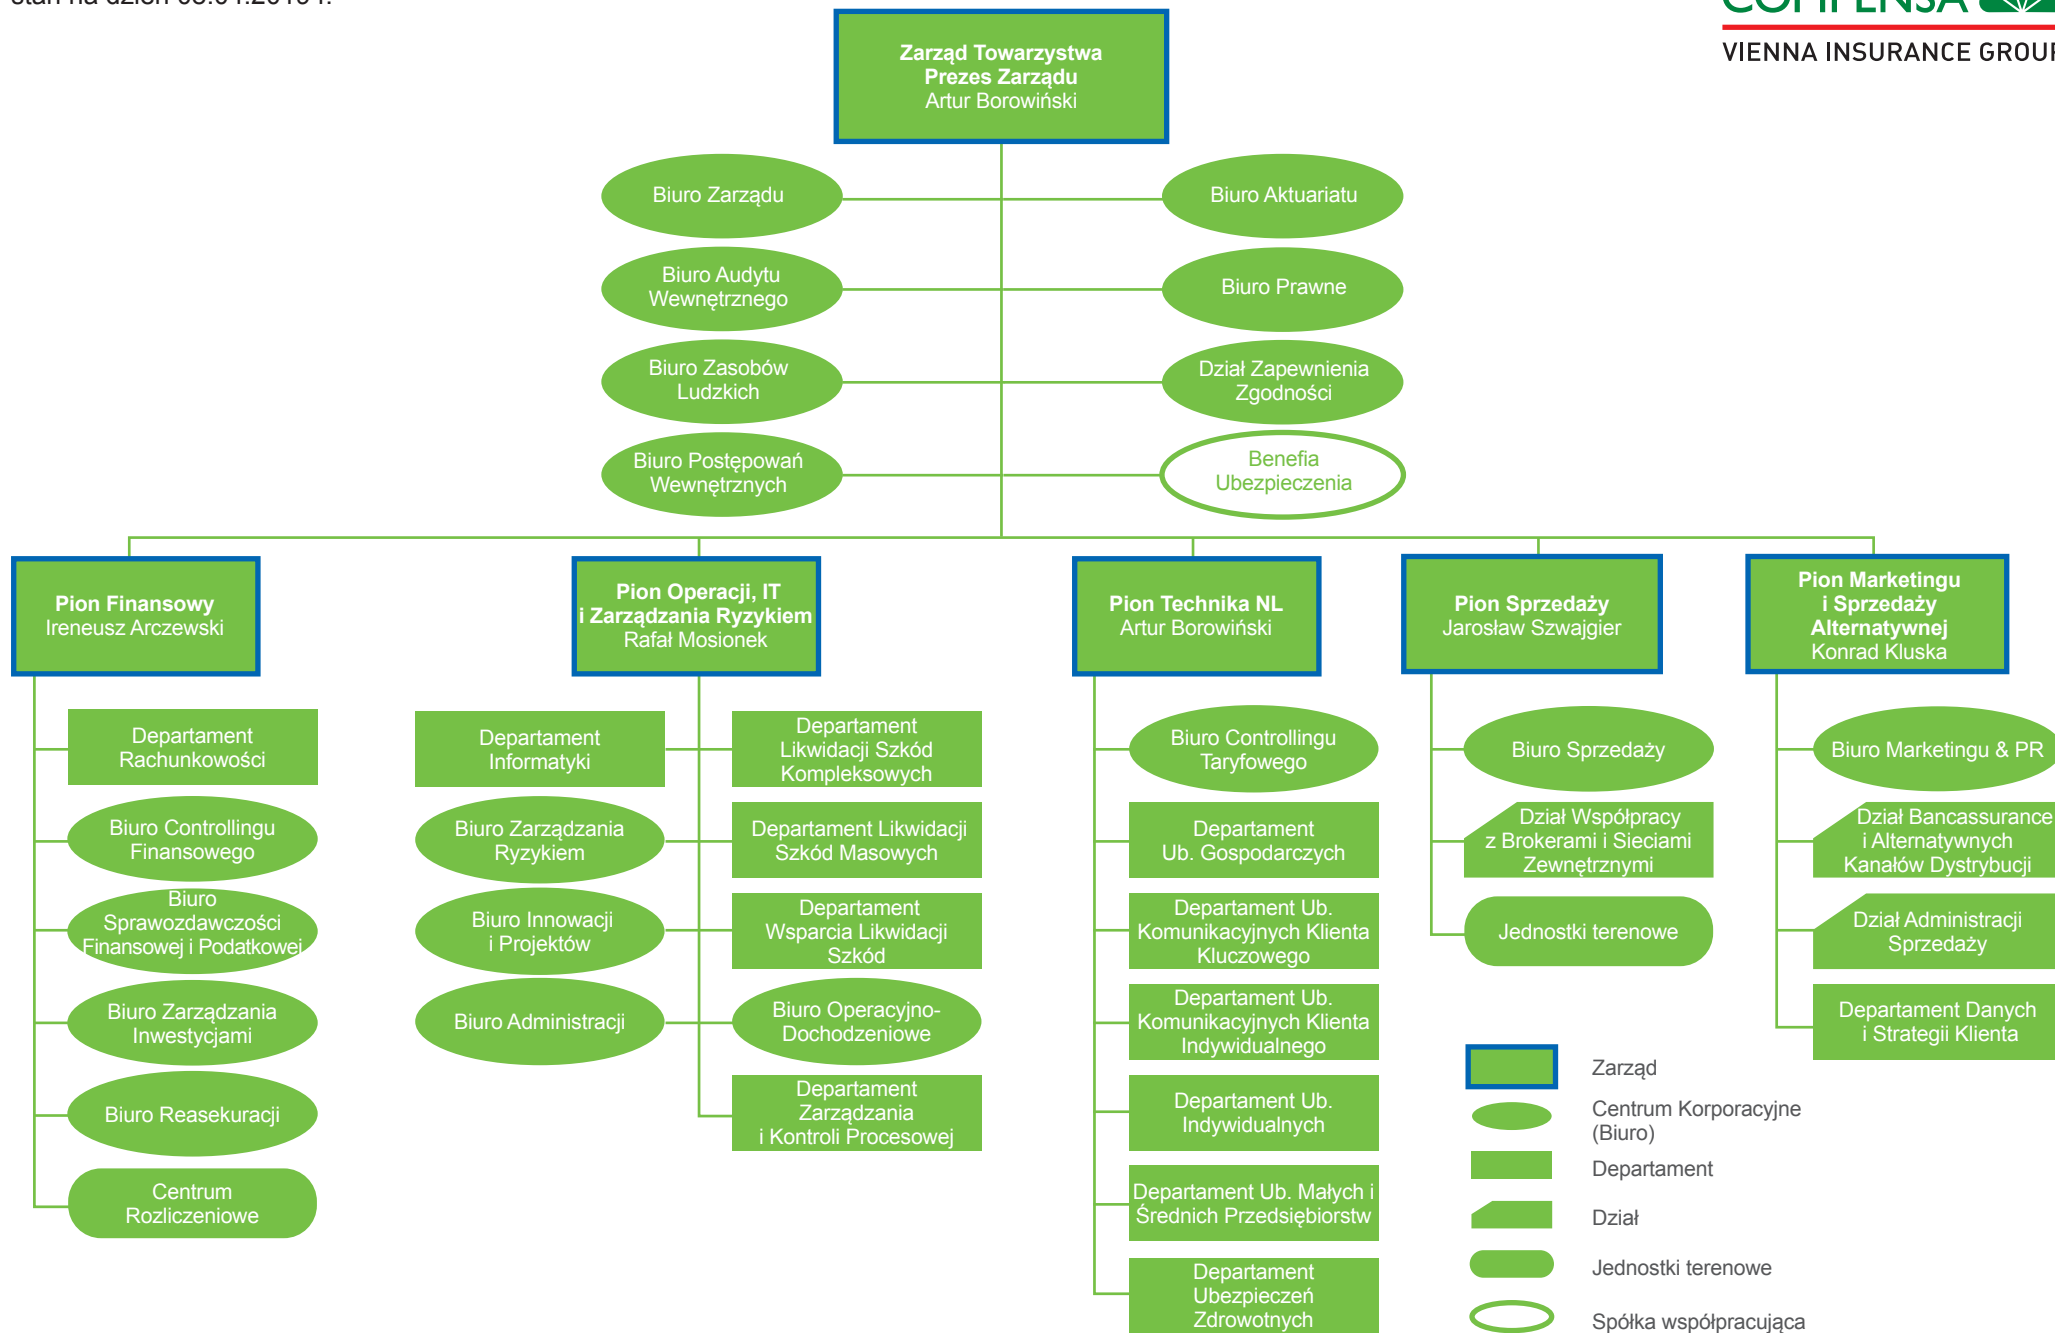 COMPENSA
VIENNA INSURANCE GROUP
Zarząd Towarzystwa
Prezes Zarządu
Artur Borowiński
Biuro Zarządu
Biuro Aktuariatu
Biuro Audytu
Wewnętrznego
Biuro Prawne
Biuro Zasobów
Ludzkich
Dział Zapewnienia
Zgodności
Biuro Postępowań
Wewnętrznych
Benefia
Ubezpieczenia
Pion Finansowy
Ireneusz Arczewski
Departament
Rachunkowości
Biuro Controllingu
Finansowego
Biuro
Sprawozdawczości
Finansowej i Podatkowej
Biuro Zarządzania
Inwestycjami
Biuro Reasekuracji
Centrum
Rozliczeniowe
Pion Operacji, IT
i Zarządzania Ryzykiem
Rafał Mosionek
Departament
Informatyki
Biuro Zarządzania
Ryzykiem
Biuro Innowacji
i Projektów
Biuro Administracji
Departament
Likwidacji Szkód
Kompleksowych
Departament Likwidacji
Szkód Masowych
Departament
Wsparcia Likwidacji
Szkód
Biuro Operacyjno-
Dochodzeniowe
Departament
Zarządzania
i Kontroli Procesowej
Pion Technika NL
Artur Borowiński
Biuro Controllingu
Taryfowego
Departament
Ub. Gospodarczych
Departament Ub.
Komunikacyjnych Klienta
Kluczowego
Departament Ub.
Komunikacyjnych Klienta
Indywidualnego
Departament Ub.
Indywidualnych
Departament Ub. Małych i
Średnich Przedsiębiorstw
Departament
Ubezpieczeń
Zdrowotnych
Pion Sprzedaży
Jarosław Szwajgier
Biuro Sprzedaży
Dział Współpracy
z Brokerami i Sieciami
Zewnętrznymi
Jednostki terenowe
Pion Marketingu
i Sprzedaży
Alternatywnej
Konrad Kluska
Biuro Marketingu & PR
Dział Bancassurance
i Alternatywnych
Kanałów Dystrybucji
Dział Administracji
Sprzedaży
Departament Danych
i Strategii Klienta
Zarząd
Centrum Korporacyjne
(Biuro)
Departament
Dział
Jednostki terenowe
Spółka współpracująca